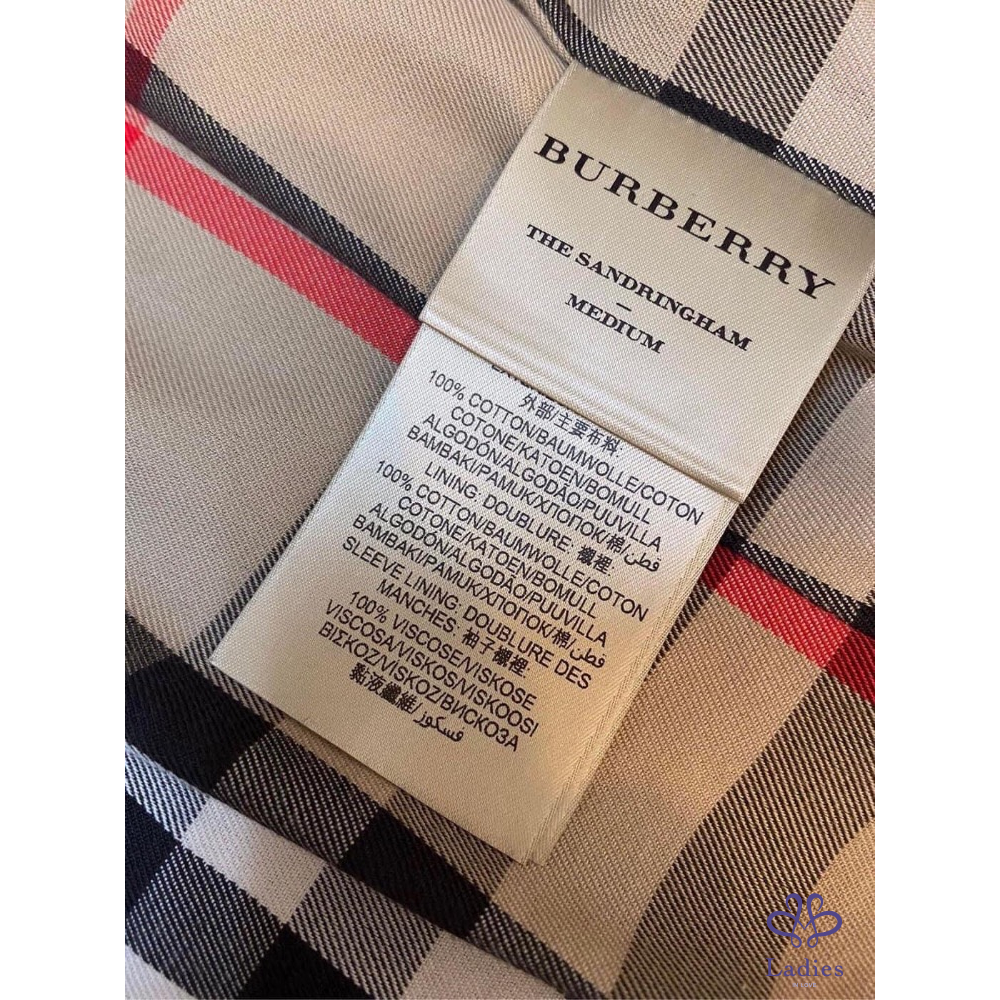 BURBERRY
THE SANDRINGHAM
–
MEDIUM
外部/主要布料:
100% COTTON/BAUMWOLLE/COTON
COTONE/KATOEN/BOMULL
ALGODÓN/ALGODÃO/PUUVILLA
BAMBAKI/PAMUK/ХЛОПОК/棉/قطن
LINING: DOUBLURE: 襯裡:
100% COTTON/BAUMWOLLE/COTON
COTONE/KATOEN/BOMULL
ALGODÓN/ALGODÃO/PUUVILLA
BAMBAKI/PAMUK/ХЛОПОК/棉/قطن
SLEEVE LINING: DOUBLURE DES
MANCHES: 袖子襯裡:
100% VISCOSE/VISKOSE
VISCOSA/VISKOS/VISKOOSI
ΒΙΣΚΟΖ/VISKOZ/ВИСКОЗА
黏液纖維/فسكوز
Ladies